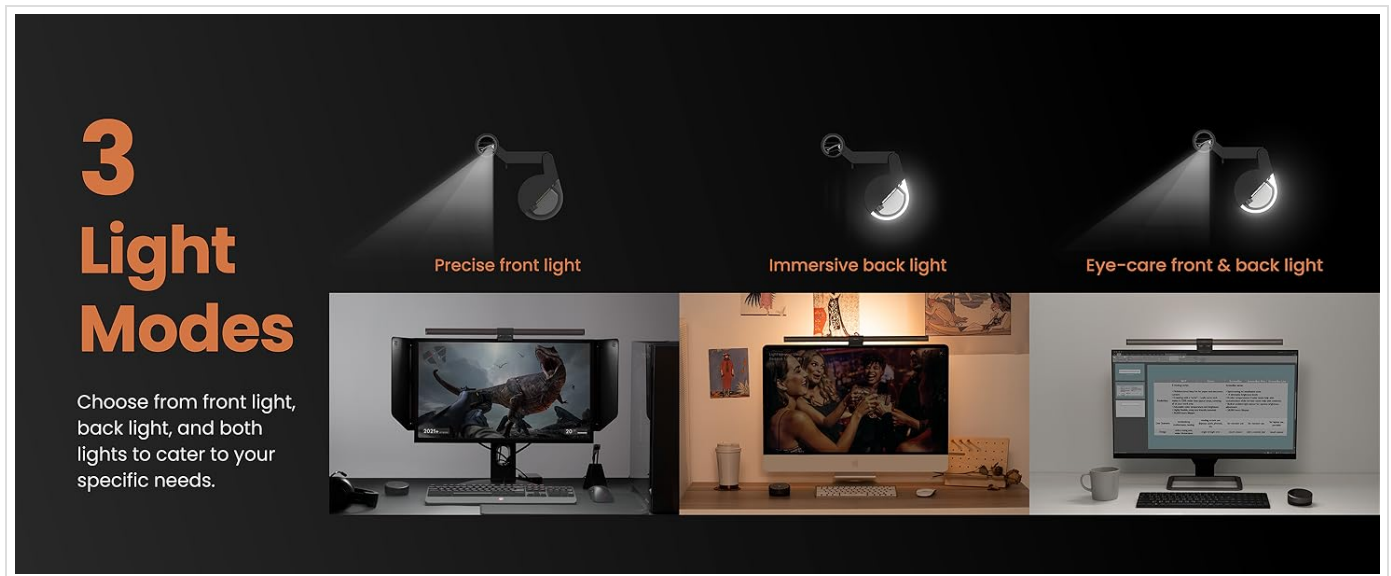 3
Light
Modes
Choose from front light,
back light, and both
lights to cater to your
specific needs.
Precise front light
Immersive back light
Eye-care front & back light